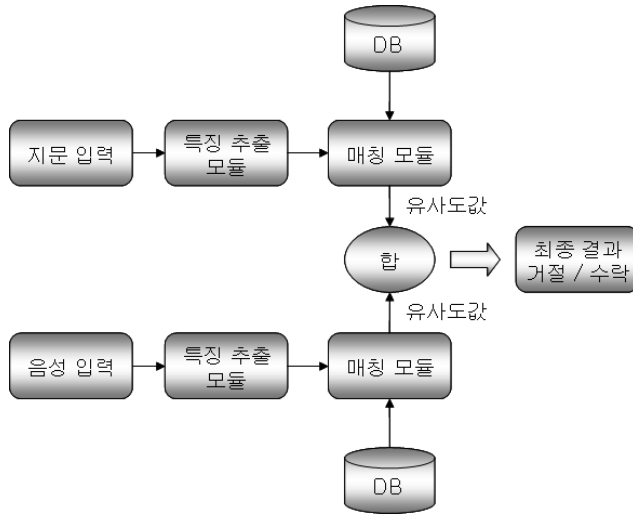 DB
지문 입력
특징 추출
모듈
매칭 모듈
유사도값
합
최종 결과
거절 / 수락
유사도값
음성 입력
특징 추출
모듈
매칭 모듈
DB